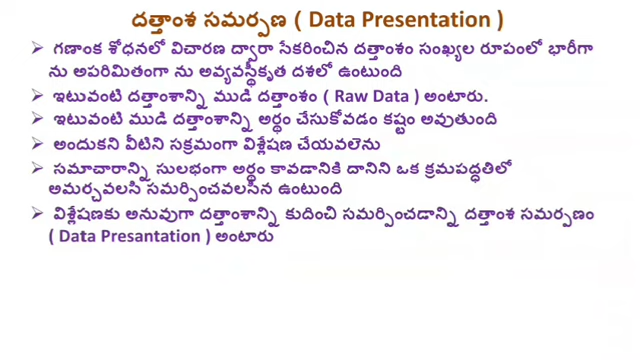 దత్తాంశ సమర్పణ ( Data Presentation )
➢ గణాంక శోధనలో విచారణ ద్వారా సేకరించిన దత్తాంశం సంఖ్యల రూపంలో భారీగా
ను అపరిమితంగా ను అవ్యవస్థీకృత దశలో ఉంటుంది
➢ ఇటువంటి దత్తాంశాన్ని ముడి దత్తాంశం ( Raw Data ) అంటారు.
➢ ఇటువంటి ముడి దత్తాంశాన్ని అర్థం చేసుకోవడం కష్టం అవుతుంది
➢ అందుకని వీటిని సక్రమంగా విశ్లేషణ చేయవలెను
➢ సమాచారాన్ని సులభంగా అర్థం కావడానికి దానిని ఒక క్రమపద్ధతిలో
అమర్చవలసి సమర్పించవలసిన ఉంటుంది
➢ విశ్లేషణకు అనువుగా దత్తాంశాన్ని కుదించి సమర్పించడాన్ని దత్తాంశ సమర్పణం
( Data Presantation ) అంటారు